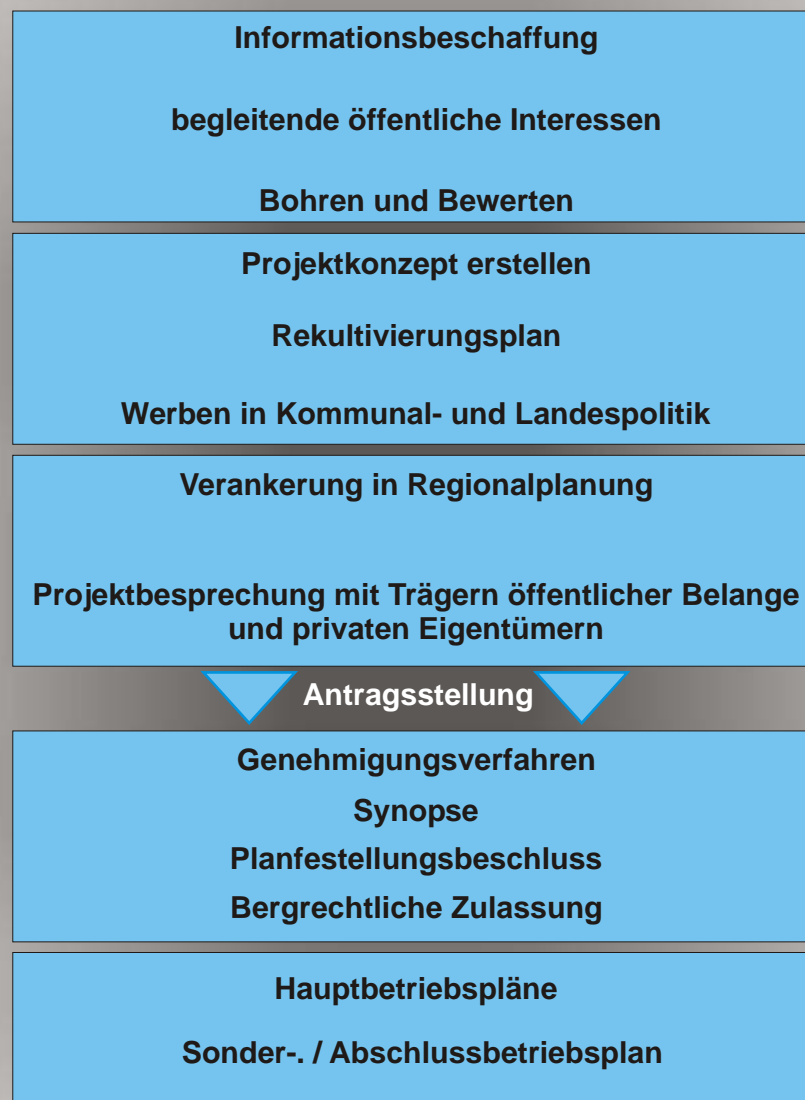 Informationsbeschaffung
begleitende öffentliche Interessen
Bohren und Bewerten
Projektkonzept erstellen
Rekultivierungsplan
Werben in Kommunal- und Landespolitik
Verankerung in Regionalplanung
Projektbesprechung mit Trägern öffentlicher Belange
und privaten Eigentümern
Antragsstellung
Genehmigungsverfahren
Synopse
Planfestellungsbeschluss
Bergrechtliche Zulassung
Hauptbetriebspläne
Sonder-. / Abschlussbetriebsplan